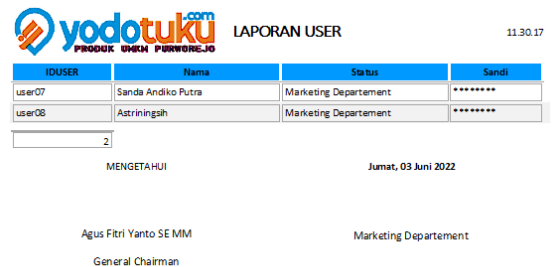 yodotuku.com
PRODUK UMKM PURWOREJO
LAPORAN USER
11.30.17
IDUSER Nama Status Sandi
user07 Sanda Andiko Putra Marketing Departement ********
user08 Astriningsih Marketing Departement ********
2
MENGETAHUI Jumat, 03 Juni 2022
Agus Fitri Yanto SE MM Marketing Departement
General Chairman